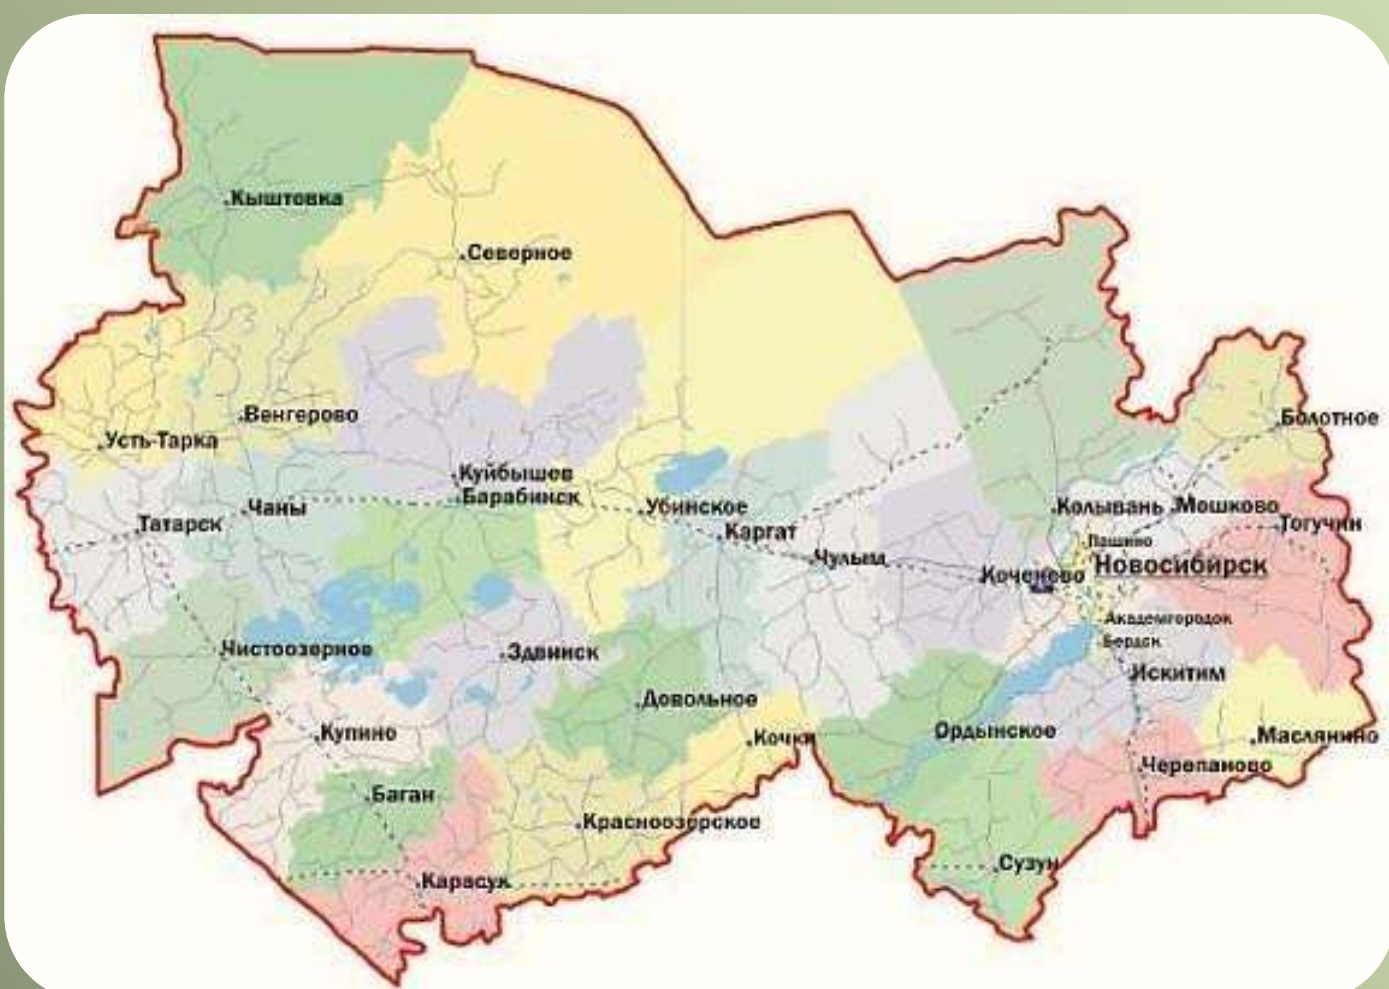 Кыштовка
Северное
Венгерово
Болотное
Усть-Тарка
Куйбышев
Барабинск
Чаны
Убинское
Колывань
Мошково
Татарск
Каргат
Тогучин
Пашино
Чулым
Новосибирск
Коченево
Академгородок
Бердск
Чистоозерное
Здвинск
Искитим
Довольное
Купино
Кочки
Ордынское
Маслянино
Черепаново
Баган
Красноозерское
Сузун
Карасук